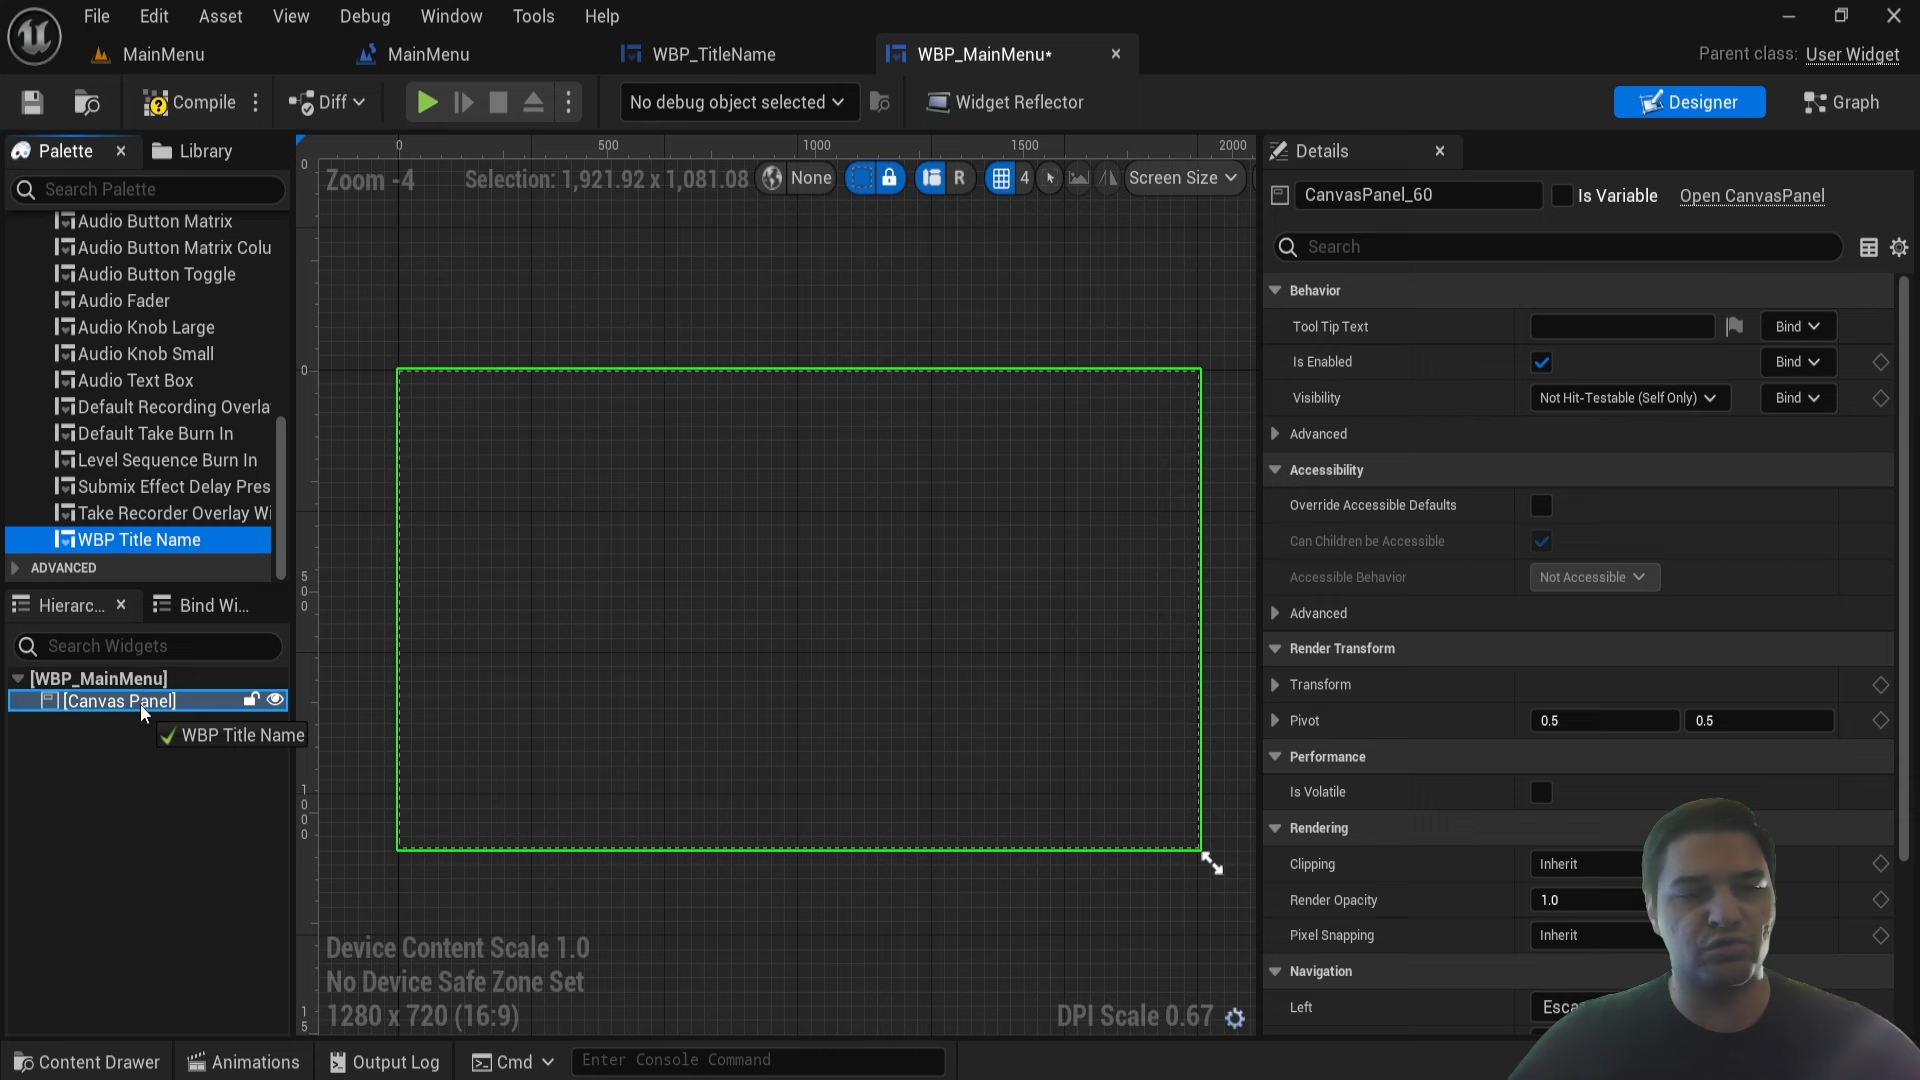 File Edit Asset View Debug Window Tools Help
MainMenu MainMenu WBP_TitleName WBP_MainMenu* Parent class: User Widget
Compile Diff No debug object selected Widget Reflector Designer Graph
Palette Library
Search Palette
Audio Button Matrix
Audio Button Matrix Colu
Audio Button Toggle
Audio Fader
Audio Knob Large
Audio Knob Small
Audio Text Box
Default Recording Overla
Default Take Burn In
Level Sequence Burn In
Submix Effect Delay Pres
Take Recorder Overlay Wi
WBP Title Name
ADVANCED
Hierarc... Bind Wi...
Search Widgets
[WBP_MainMenu]
[Canvas Panel]
WBP Title Name
0 500 1000 1500 2000
Zoom -4 Selection: 1,921.92 x 1,081.08 None R 4 Screen Size
0
0
500
1000
15
Device Content Scale 1.0
No Device Safe Zone Set
1280 x 720 (16:9) DPI Scale 0.67
Details
CanvasPanel_60 Is Variable Open CanvasPanel
Search
Behavior
Tool Tip Text Bind
Is Enabled Bind
Visibility Not Hit-Testable (Self Only) Bind
Advanced
Accessibility
Override Accessible Defaults
Can Children be Accessible
Accessible Behavior Not Accessible
Advanced
Render Transform
Transform
Pivot 0.5 0.5
Performance
Is Volatile
Rendering
Clipping Inherit
Render Opacity 1.0
Pixel Snapping Inherit
Navigation
Left Esca
Content Drawer Animations Output Log Cmd Enter Console Command